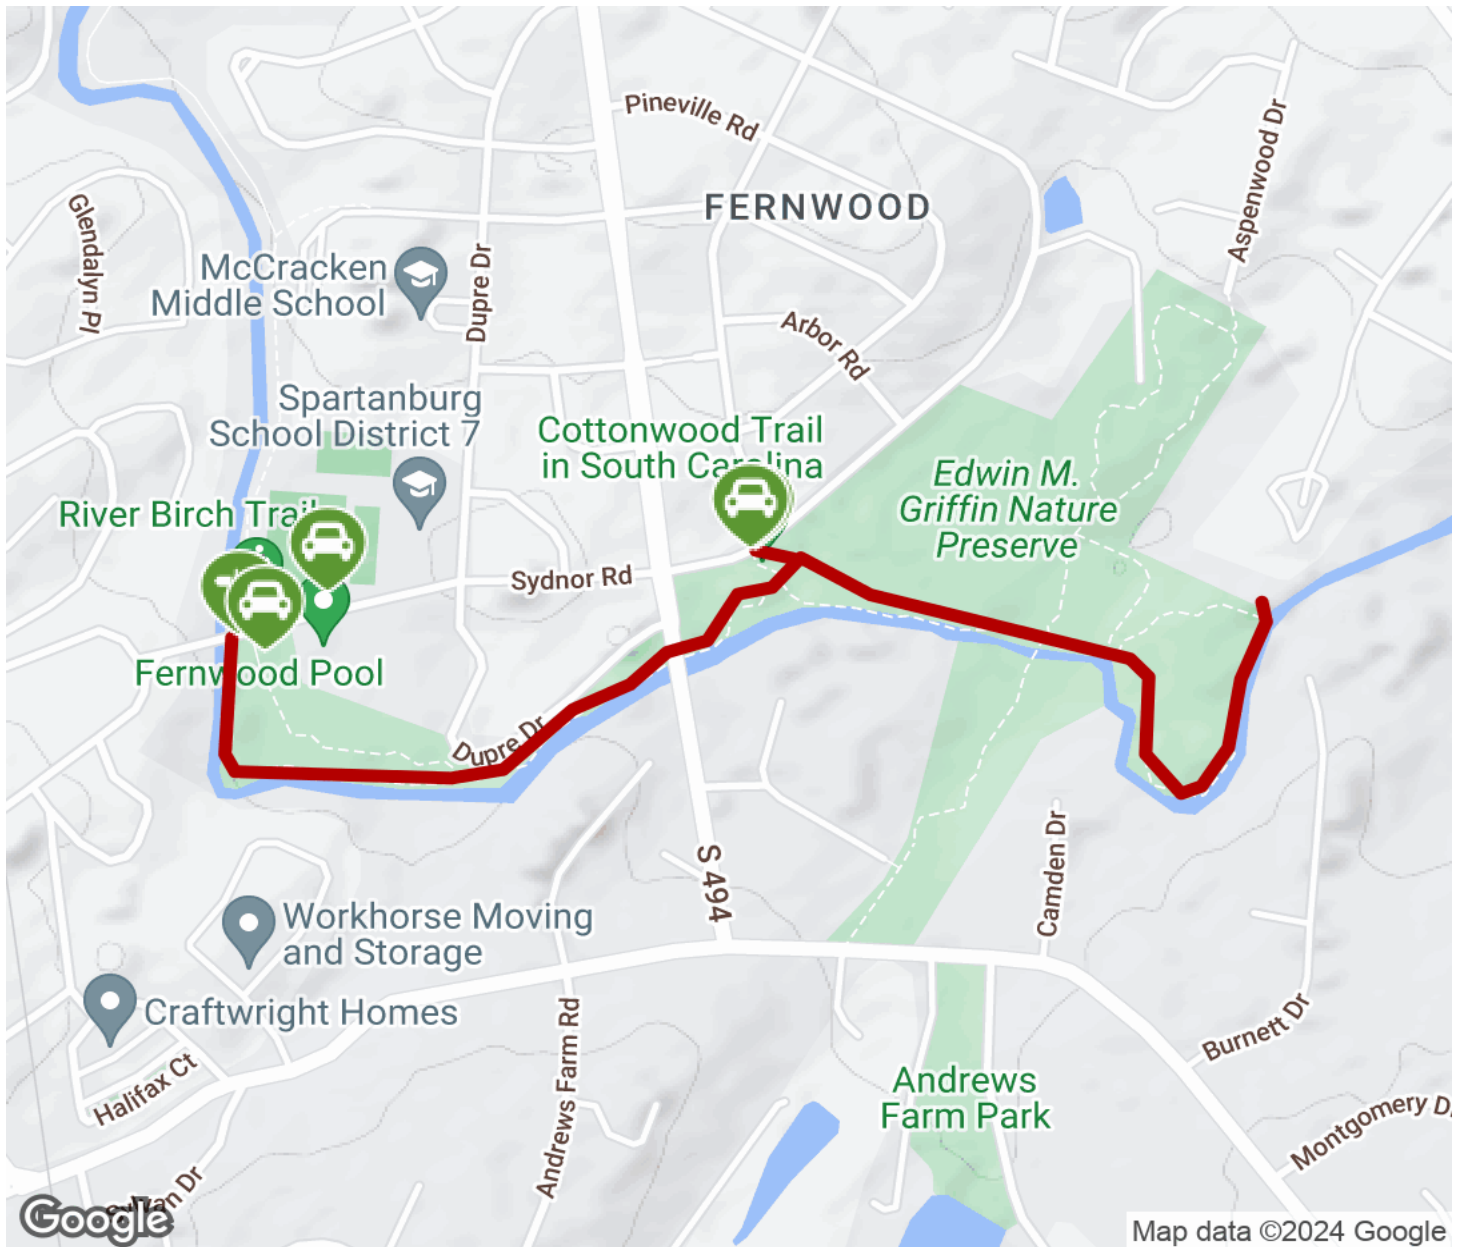 Pineville Rd
Aspenwood Dr
FERNWOOD
Glendalyn Pl
McCracken
Middle School
Dupre Dr
Arbor Rd
Spartanburg
School District 7
Cottonwood Trail
in South Carolina
Edwin M.
Griffin Nature
Preserve
River Birch Trail
Sydnor Rd
Fernwood Pool
Dupre Dr
S 494
Camden Dr
Workhorse Moving
and Storage
Craftwright Homes
Andrews Farm Rd
Burnett Dr
Halifax Ct
Andrews
Farm Park
Montgomery D
Google
Map data ©2024 Google